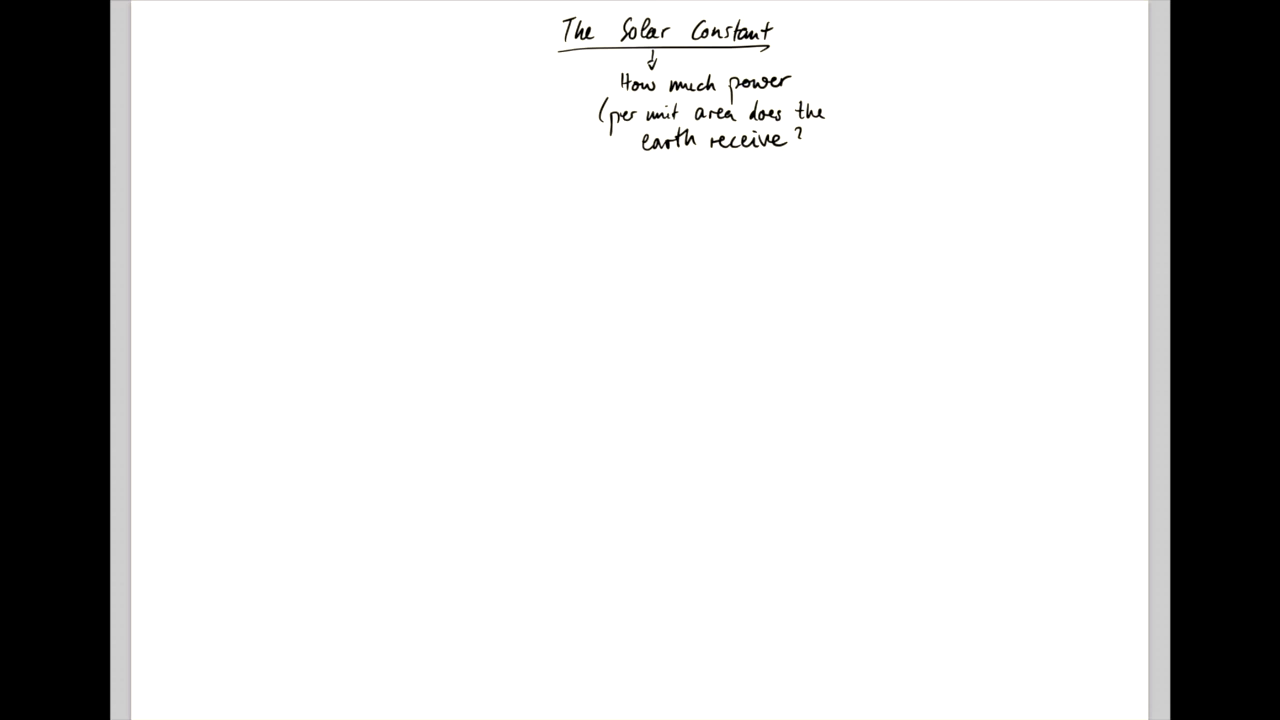 The Solar Constant
How much power
(per unit area does the
earth receive?